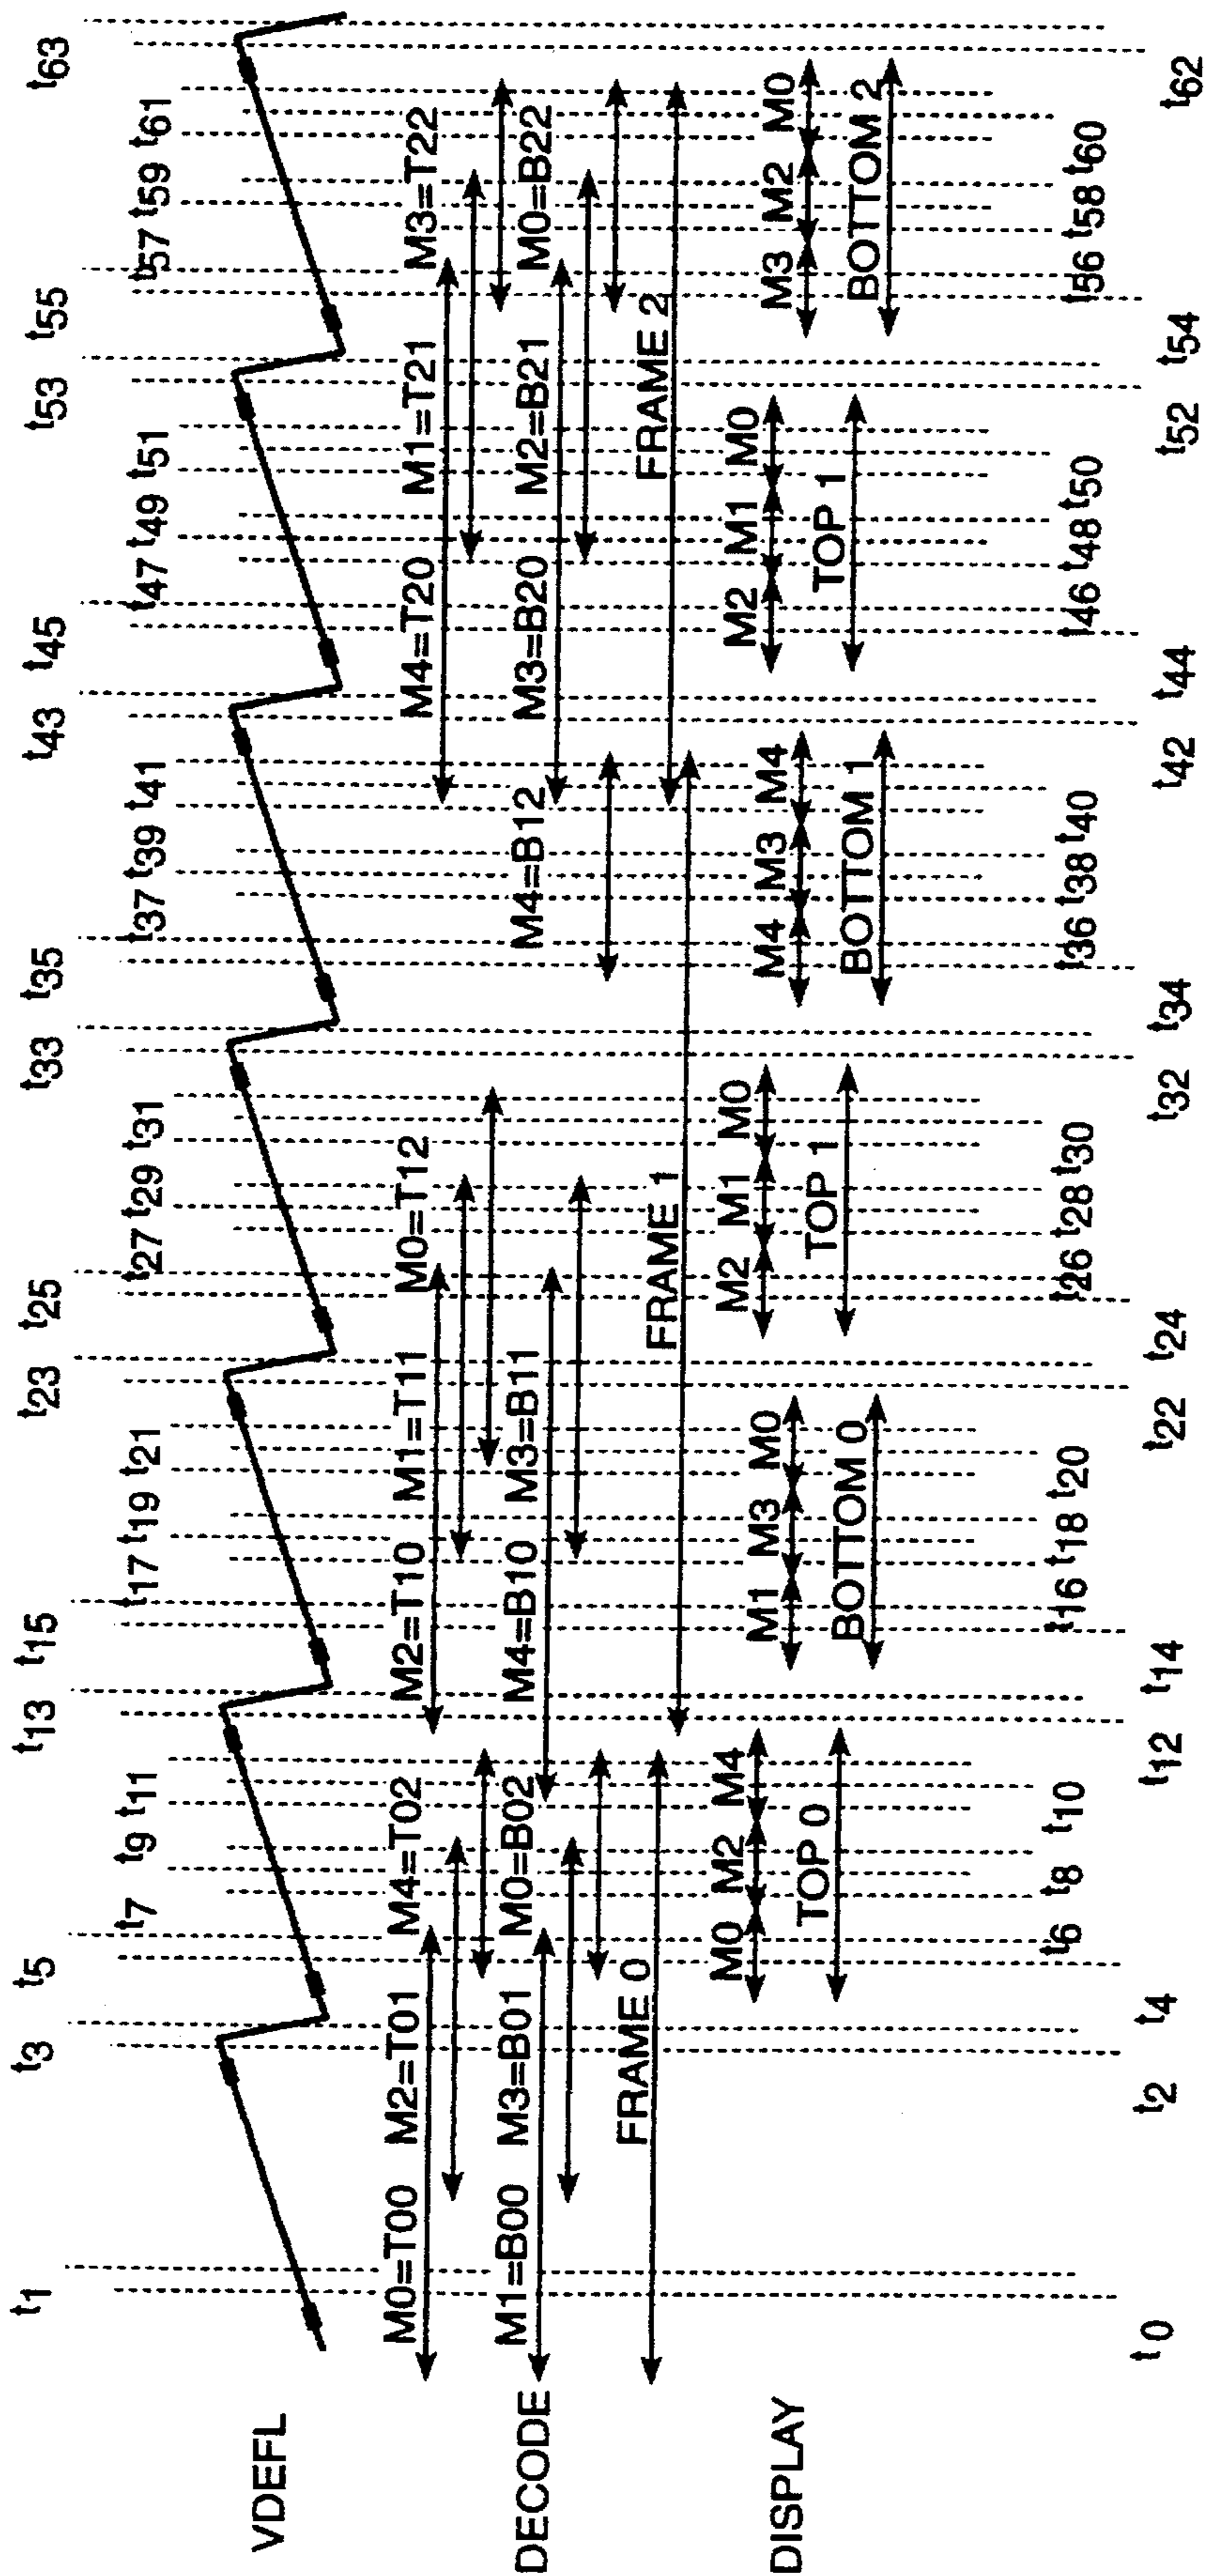 t1 t3 t5 t13 t15 t23 t25 t33 t35 t43 t45 t53 t55 t63
t7 t9 t11 t17 t19 t21 t27 t29 t31 t37 t39 t41 t47 t49 t51 t57 t59 t61
VDEFL
M0=T00 M2=T01 M4=T02 M2=T10 M1=T11 M0=T12 M4=T20 M1=T21 M3=T22
DECODE M1=B00 M3=B01 M0=B02 M4=B10 M3=B11 M4=B12 M3=B20 M2=B21 M0=B22
FRAME 0 FRAME 1 FRAME 2
DISPLAY M0 M2 M4 M1 M3 M0 M2 M1 M0 M4 M3 M4 M2 M1 M0 M3 M2 M0
TOP 0 BOTTOM 0 TOP 1 BOTTOM 1 TOP 1 BOTTOM 2
t6 t8 t10 t16 t18 t20 t26 t28 t30 t36 t38 t40 t46 t48 t50 t56 t58 t60
t0 t2 t4 t12 t14 t22 t24 t32 t34 t42 t44 t52 t54 t62